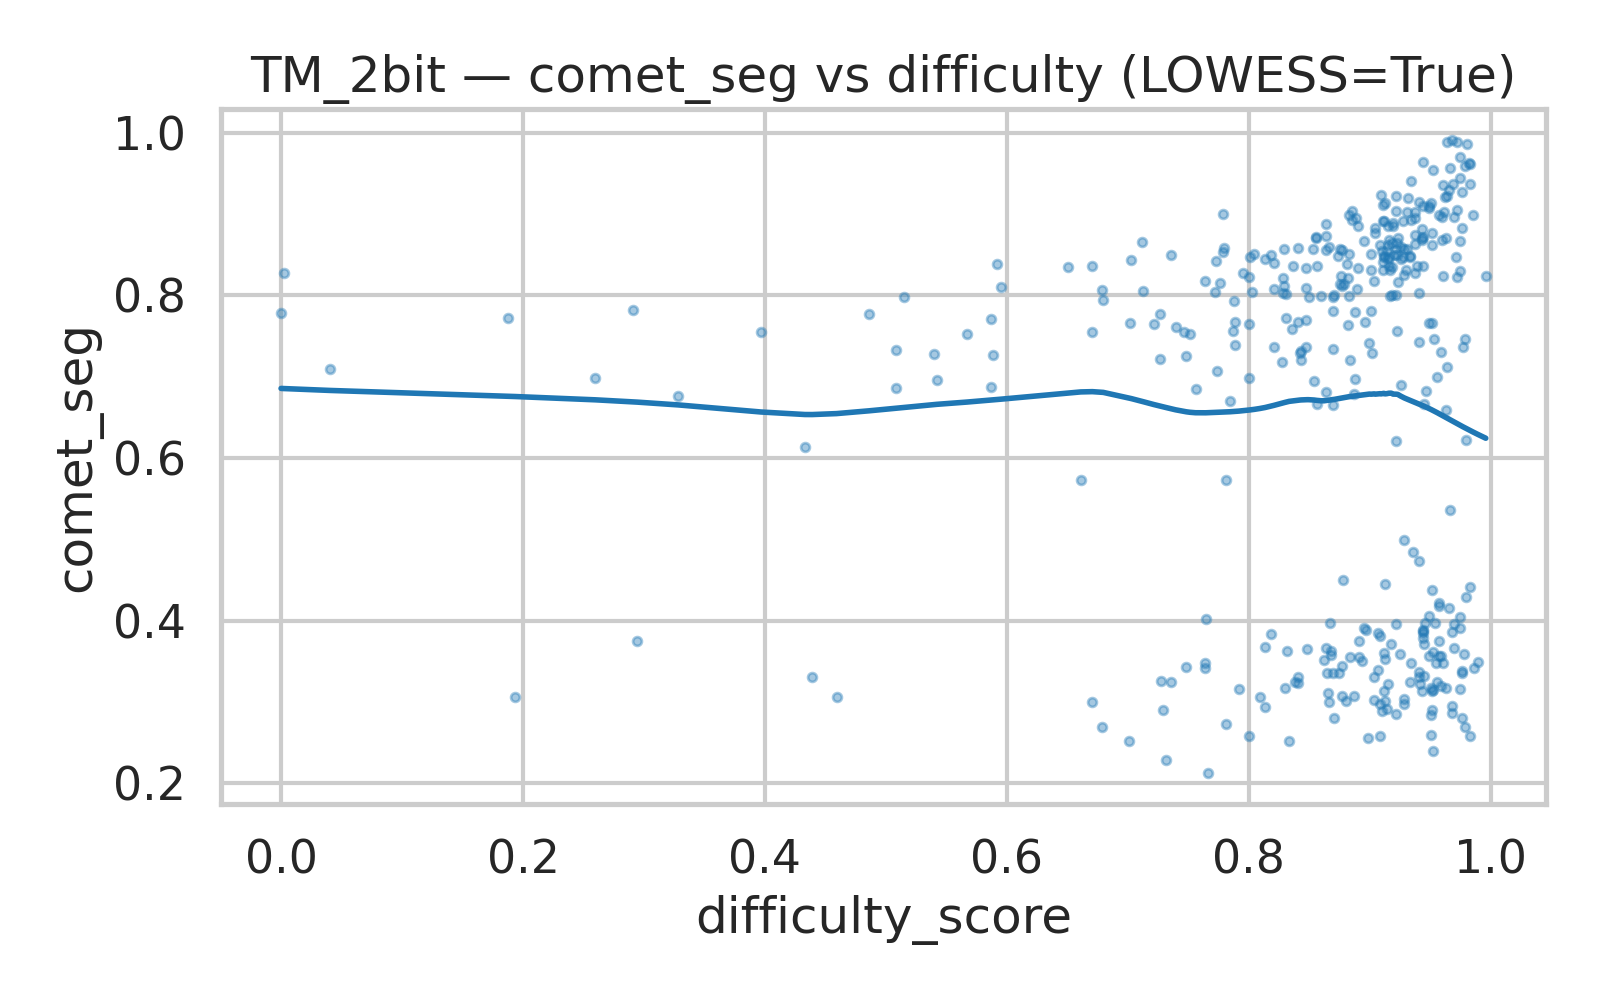 TM_2bit — comet_seg vs difficulty (LOWESS=True)
1.0
0.8
0.6
0.4
0.2
comet_seg
0.0 0.2 0.4 0.6 0.8 1.0
difficulty_score